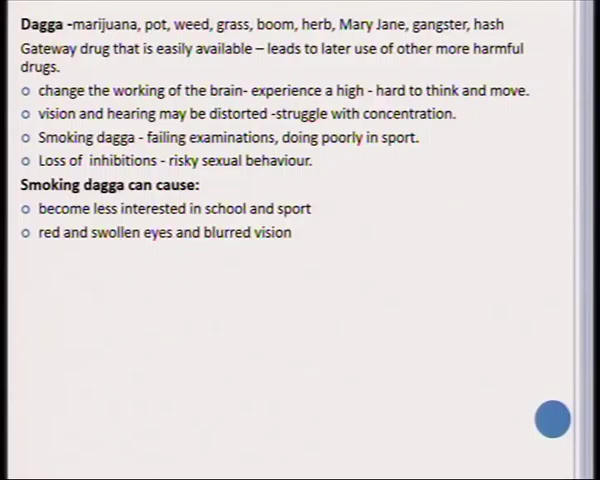 Dagga -marijuana, pot, weed, grass, boom, herb, Mary Jane, gangster, hash
Gateway drug that is easily available – leads to later use of other more harmful
drugs.
change the working of the brain- experience a high - hard to think and move.
vision and hearing may be distorted -struggle with concentration.
Smoking dagga - failing examinations, doing poorly in sport.
Loss of inhibitions - risky sexual behaviour.
Smoking dagga can cause:
become less interested in school and sport
red and swollen eyes and blurred vision